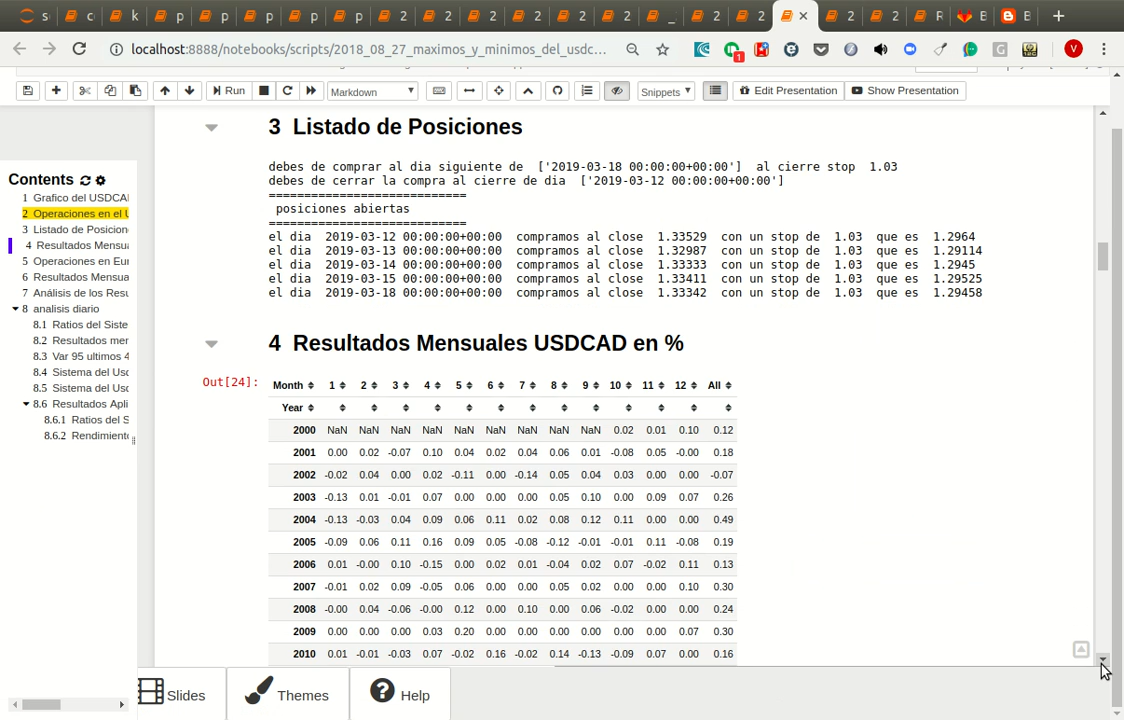 localhost:8888/notebooks/scripts/2018_08_27_maximos_y_minimos_del_usdc...
Run
Markdown
Snippets
Edit Presentation
Show Presentation
Contents
1 Grafico del USDCAI
2 Operaciones en el U
3 Listado de Posicion
4 Resultados Mensua
5 Operaciones en Eur
6 Resultados Mensua
7 Análisis de los Resu
8 analisis diario
8.1 Ratios del Siste
8.2 Resultados mer
8.3 Var 95 ultimos 4
8.4 Sistema del Usd
8.5 Sistema del Usd
8.6 Resultados Apli
8.6.1 Ratios del S
8.6.2 Rendimiento
3 Listado de Posiciones
debes de comprar al dia siguiente de ['2019-03-18 00:00:00+00:00'] al cierre stop 1.03
debes de cerrar la compra al cierre de dia ['2019-03-12 00:00:00+00:00']
===========================
posiciones abiertas
===========================
el dia 2019-03-12 00:00:00+00:00 compramos al close 1.33529 con un stop de 1.03 que es 1.2964
el dia 2019-03-13 00:00:00+00:00 compramos al close 1.32987 con un stop de 1.03 que es 1.29114
el dia 2019-03-14 00:00:00+00:00 compramos al close 1.33333 con un stop de 1.03 que es 1.2945
el dia 2019-03-15 00:00:00+00:00 compramos al close 1.33411 con un stop de 1.03 que es 1.29525
el dia 2019-03-18 00:00:00+00:00 compramos al close 1.33342 con un stop de 1.03 que es 1.29458
4 Resultados Mensuales USDCAD en %
Out[24]:
Month 1 2 3 4 5 6 7 8 9 10 11 12 All
Year
2000 NaN NaN NaN NaN NaN NaN NaN NaN NaN 0.02 0.01 0.10 0.12
2001 0.00 0.02 -0.07 0.10 0.04 0.02 0.04 0.06 0.01 -0.08 0.05 -0.00 0.18
2002 -0.02 0.04 0.00 0.02 -0.11 0.00 -0.14 0.05 0.04 0.03 0.00 0.00 -0.07
2003 -0.13 0.01 -0.01 0.07 0.00 0.00 0.00 0.05 0.10 0.00 0.09 0.07 0.26
2004 -0.13 -0.03 0.04 0.09 0.06 0.11 0.02 0.08 0.12 0.11 0.00 0.00 0.49
2005 -0.09 0.06 0.11 0.16 0.09 0.05 -0.08 -0.12 -0.01 -0.01 0.11 -0.08 0.19
2006 0.01 -0.00 0.10 -0.15 0.00 0.02 0.01 -0.04 0.02 0.07 -0.02 0.11 0.13
2007 -0.01 0.02 0.09 -0.05 0.06 0.00 0.00 0.05 0.02 0.00 0.00 0.10 0.30
2008 -0.00 0.04 -0.06 -0.00 0.12 0.00 0.10 0.00 0.06 -0.02 0.00 0.00 0.24
2009 0.00 0.00 0.00 0.03 0.20 0.00 0.00 0.00 0.00 0.00 0.00 0.07 0.30
2010 0.01 -0.01 -0.03 0.07 -0.02 0.16 -0.02 0.14 -0.13 -0.09 0.07 0.00 0.16
Slides
Themes
Help